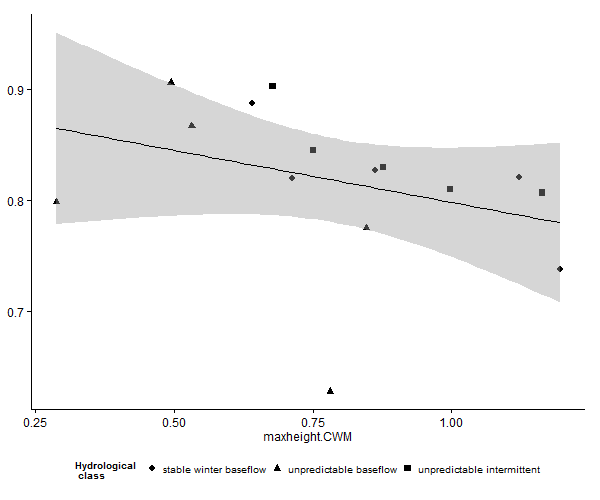 0.9
0.8
0.7
0.25 0.50 0.75 1.00
maxheight.CWM
Hydrological
class
stable winter baseflow unpredictable baseflow unpredictable intermittent